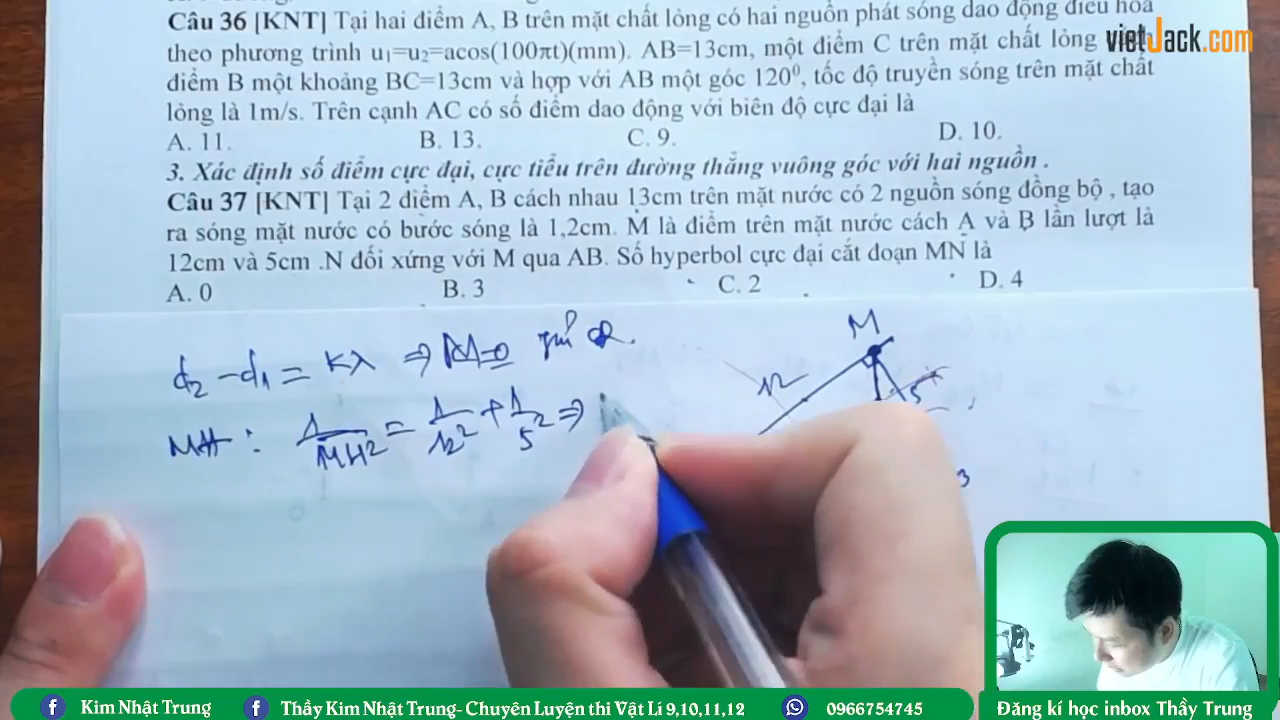 Câu 36 [KNT] Tại hai điểm A, B trên mặt chất lỏng có hai nguồn phát sóng dao động điều hoà
theo phương trình u₁=u₂=acos(100πt)(mm). AB=13cm, một điểm C trên mặt chất lỏng
vietJack.com
điểm B một khoảng BC=13cm và hợp với AB một góc 120⁰, tốc độ truyền sóng trên mặt chất
lỏng là 1m/s. Trên cạnh AC có số điểm dao động với biên độ cực đại là
A. 11. B. 13. C. 9. D. 10.
3. Xác định số điểm cực đại, cực tiểu trên đường thẳng vuông góc với hai nguồn .
Câu 37 [KNT] Tại 2 điểm A, B cách nhau 13cm trên mặt nước có 2 nguồn sóng đồng bộ , tạo
ra sóng mặt nước có bước sóng là 1,2cm. M là điểm trên mặt nước cách A và B lần lượt là
12cm và 5cm .N đối xứng với M qua AB. Số hyperbol cực đại cắt đoạn MN là
A. 0 B. 3 C. 2 D. 4
M
d₂ - d₁ = kλ ⇒
12
5
MH : 1/MH² = 1/12² + 1/5² ⇒
3
Kim Nhật Trung
Thầy Kim Nhật Trung- Chuyên Luyện thi Vật Lí 9,10,11,12
0966754745
Đăng kí học inbox Thầy Trung